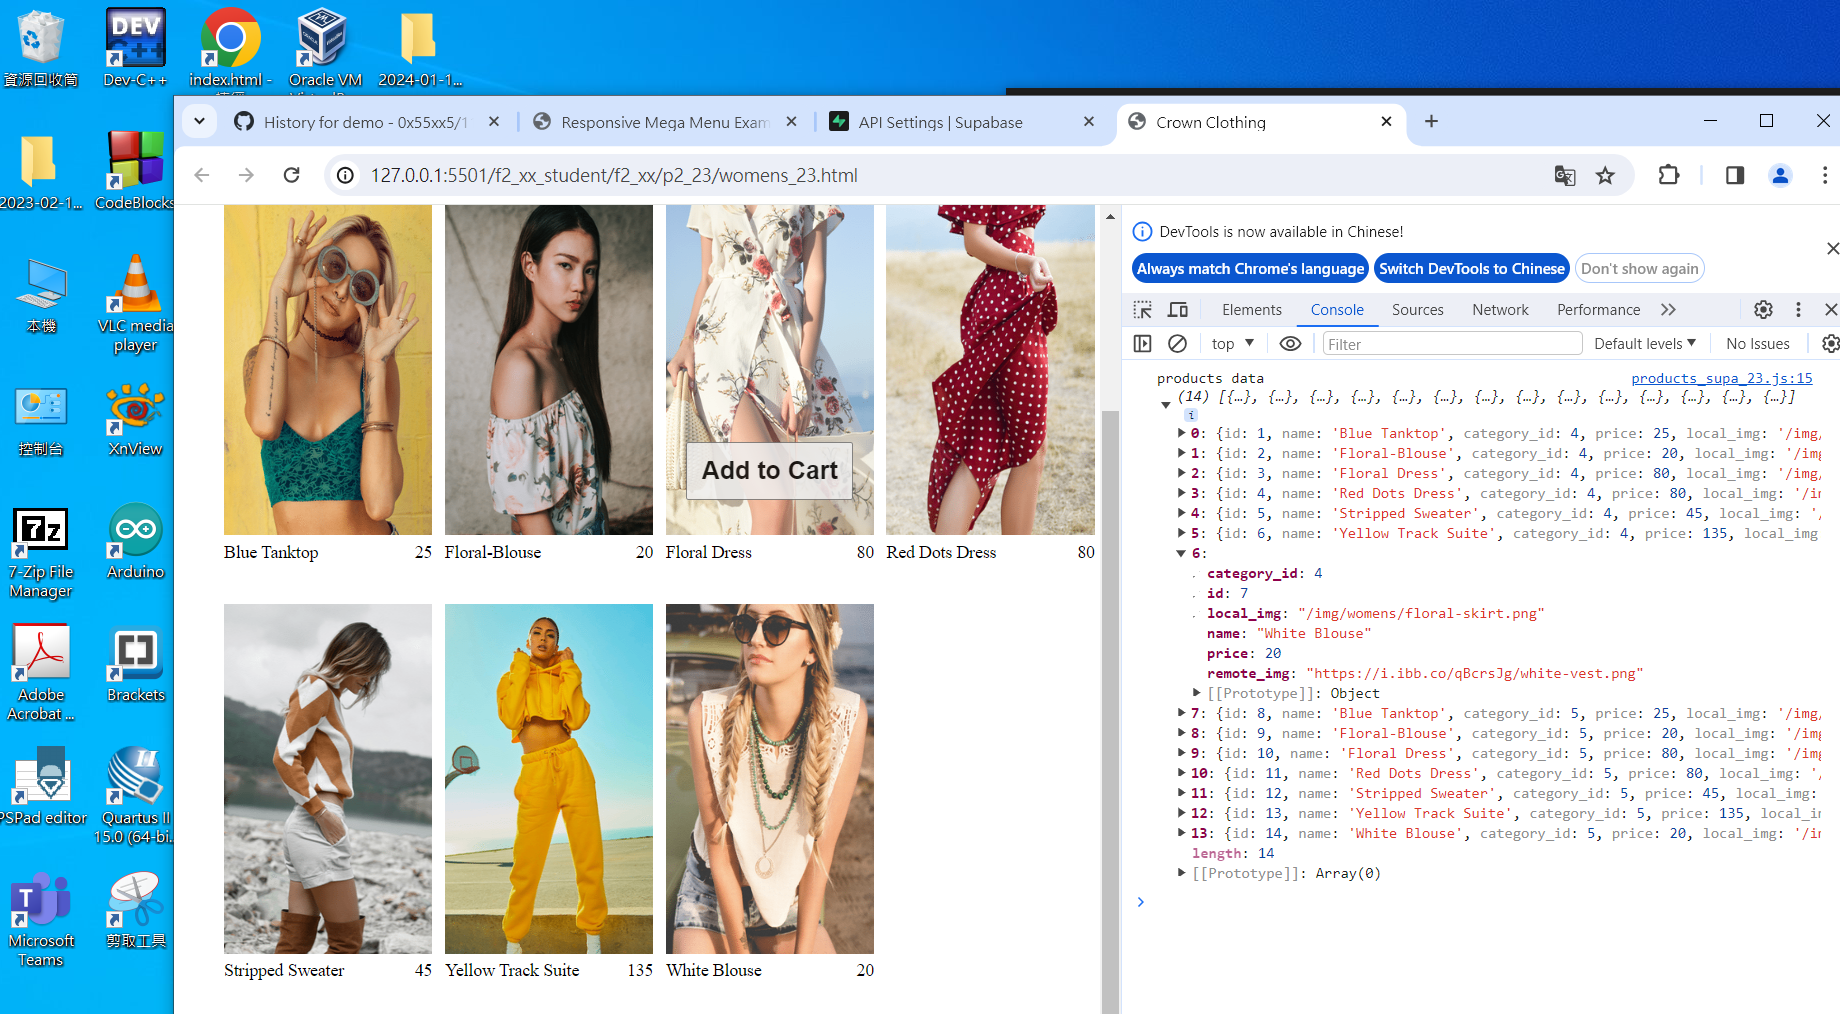 資源回收筒
Dev-C++
index.html -
Oracle VM
2024-01-1...
2023-02-1...
CodeBlocks
本機
VLC media
player
控制台
XnView
7-Zip File
Manager
Arduino
Adobe
Acrobat ...
Brackets
PSPad editor
Quartus II
15.0 (64-bi...
Microsoft
Teams
剪取工具
History for demo - 0x55xx5/1
Responsive Mega Menu Exam
API Settings | Supabase
Crown Clothing
127.0.0.1:5501/f2_xx_student/f2_xx/p2_23/womens_23.html
Add to Cart
Blue Tanktop 25
Floral-Blouse 20
Floral Dress 80
Red Dots Dress 80
Stripped Sweater 45
Yellow Track Suite 135
White Blouse 20
DevTools is now available in Chinese!
Always match Chrome's language
Switch DevTools to Chinese
Don't show again
Elements Console Sources Network Performance
top Filter Default levels No Issues
products data products_supa_23.js:15
(14) [{…}, {…}, {…}, {…}, {…}, {…}, {…}, {…}, {…}, {…}, {…}, {…}, {…}, {…}]
i
0: {id: 1, name: 'Blue Tanktop', category_id: 4, price: 25, local_img: '/img/
1: {id: 2, name: 'Floral-Blouse', category_id: 4, price: 20, local_img: '/img
2: {id: 3, name: 'Floral Dress', category_id: 4, price: 80, local_img: '/img/
3: {id: 4, name: 'Red Dots Dress', category_id: 4, price: 80, local_img: '/im
4: {id: 5, name: 'Stripped Sweater', category_id: 4, price: 45, local_img: '/
5: {id: 6, name: 'Yellow Track Suite', category_id: 4, price: 135, local_img
6:
category_id: 4
id: 7
local_img: "/img/womens/floral-skirt.png"
name: "White Blouse"
price: 20
remote_img: "https://i.ibb.co/qBcrsJg/white-vest.png"
[[Prototype]]: Object
7: {id: 8, name: 'Blue Tanktop', category_id: 5, price: 25, local_img: '/img/
8: {id: 9, name: 'Floral-Blouse', category_id: 5, price: 20, local_img: '/img
9: {id: 10, name: 'Floral Dress', category_id: 5, price: 80, local_img: '/img
10: {id: 11, name: 'Red Dots Dress', category_id: 5, price: 80, local_img: '/
11: {id: 12, name: 'Stripped Sweater', category_id: 5, price: 45, local_img:
12: {id: 13, name: 'Yellow Track Suite', category_id: 5, price: 135, local_im
13: {id: 14, name: 'White Blouse', category_id: 5, price: 20, local_img: '/im
length: 14
[[Prototype]]: Array(0)